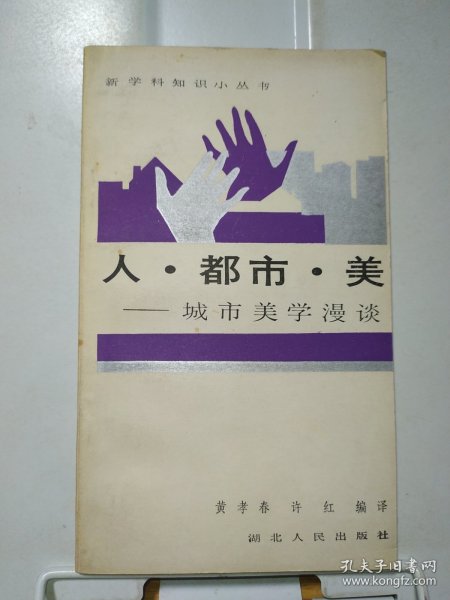 新学科知识小丛书
人·都市·美
——城市美学漫谈
黄孝春 许红 编译
湖北人民出版社
孔夫子旧书网
www.kongfz.com